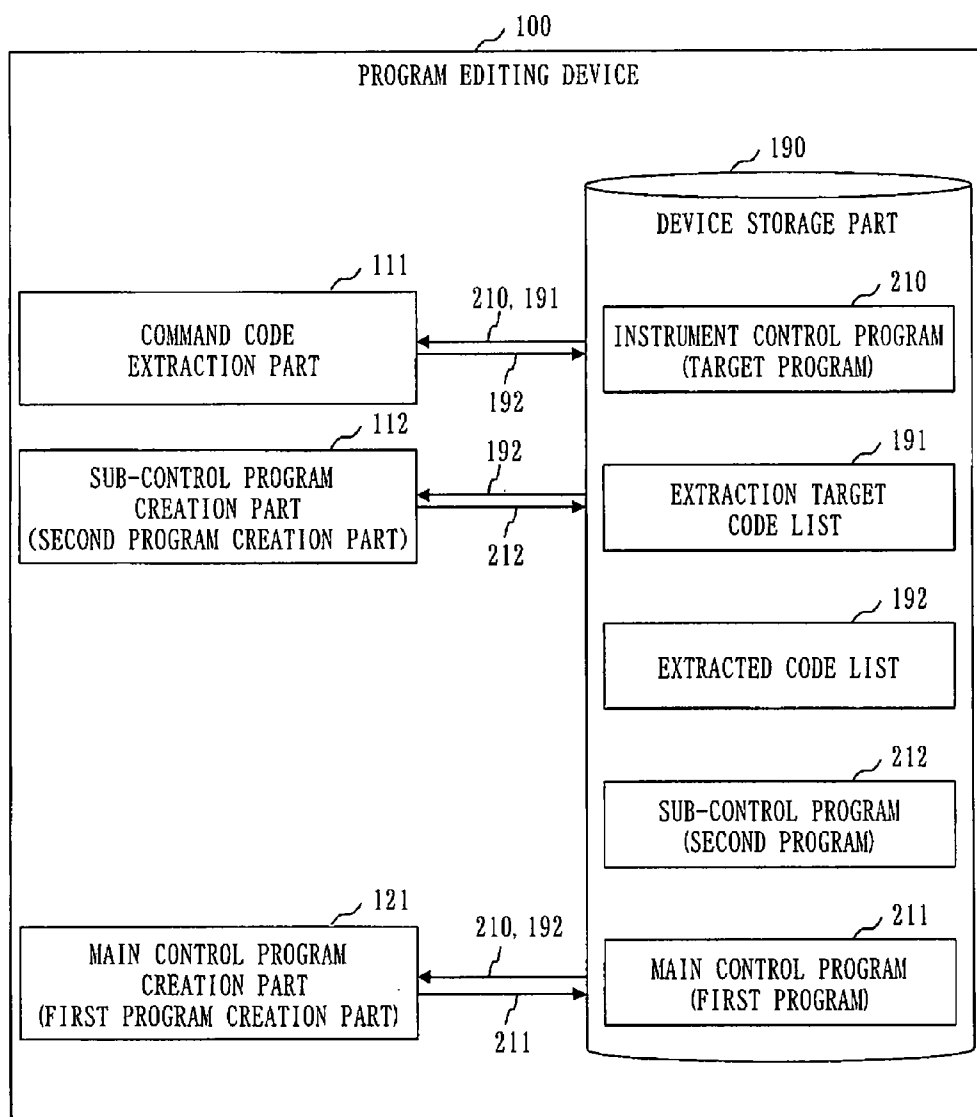 100
PROGRAM EDITING DEVICE
190
DEVICE STORAGE PART
111
COMMAND CODE
EXTRACTION PART
210, 191
192
210
INSTRUMENT CONTROL PROGRAM
(TARGET PROGRAM)
112
SUB-CONTROL PROGRAM
CREATION PART
(SECOND PROGRAM CREATION PART)
192
212
191
EXTRACTION TARGET
CODE LIST
192
EXTRACTED CODE LIST
212
SUB-CONTROL PROGRAM
(SECOND PROGRAM)
121
MAIN CONTROL PROGRAM
CREATION PART
(FIRST PROGRAM CREATION PART)
210, 192
211
211
MAIN CONTROL PROGRAM
(FIRST PROGRAM)